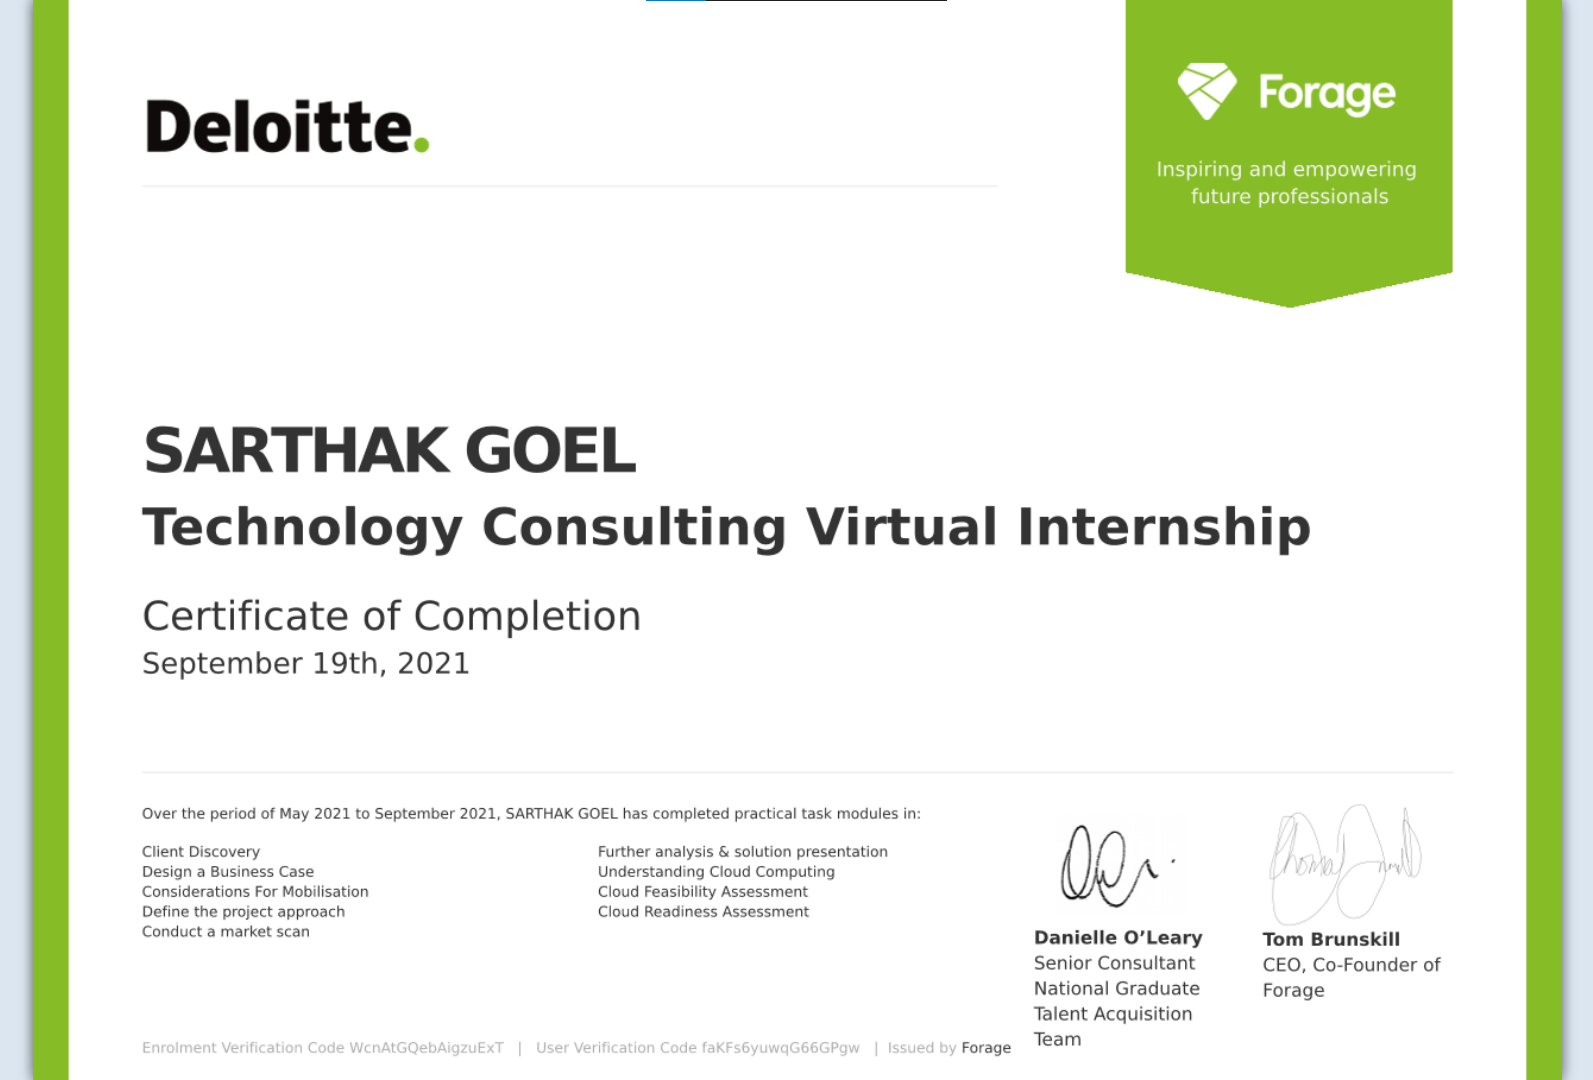 Deloitte.
Forage
Inspiring and empowering
future professionals
SARTHAK GOEL
Technology Consulting Virtual Internship
Certificate of Completion
September 19th, 2021
Over the period of May 2021 to September 2021, SARTHAK GOEL has completed practical task modules in:
Client Discovery
Design a Business Case
Considerations For Mobilisation
Define the project approach
Conduct a market scan
Further analysis & solution presentation
Understanding Cloud Computing
Cloud Feasibility Assessment
Cloud Readiness Assessment
Danielle O’Leary
Senior Consultant
National Graduate
Talent Acquisition
Team
Tom Brunskill
CEO, Co-Founder of
Forage
Enrolment Verification Code WcnAtGQebAigzuExT | User Verification Code faKFs6yuwqG66GPgw | Issued by Forage